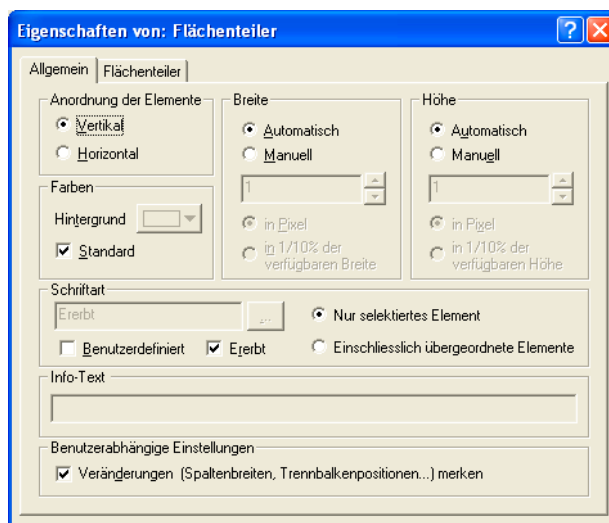 Eigenschaften von: Flächenteiler
Allgemein Flächenteiler
Anordnung der Elemente
Vertikal
Horizontal
Farben
Hintergrund
Standard
Breite
Automatisch
Manuell
1
in Pixel
in 1/10% der
verfügbaren Breite
Höhe
Automatisch
Manuell
1
in Pixel
in 1/10% der
verfügbaren Höhe
Schriftart
Ererbt ...
Benutzerdefiniert Ererbt
Nur selektiertes Element
Einschliesslich übergeordnete Elemente
Info-Text
Benutzerabhängige Einstellungen
Veränderungen (Spaltenbreiten, Trennbalkenpositionen...) merken